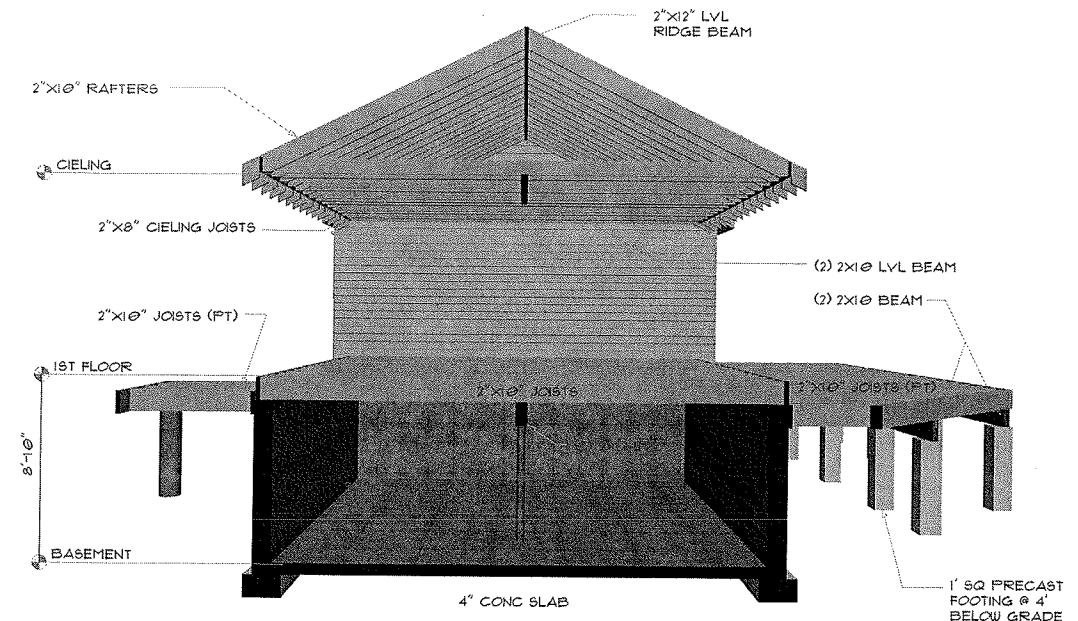 2"X12" LVL
RIDGE BEAM
2"X10" RAFTERS
CIELING
2"X8" CIELING JOISTS
(2) 2X10 LVL BEAM
(2) 2X10 BEAM
2"X10" JOISTS (PT)
1ST FLOOR
2"X10" JOISTS
2"X10" JOISTS (PT)
8'-10"
BASEMENT
4" CONC SLAB
1' SQ PRECAST
FOOTING @ 4'
BELOW GRADE